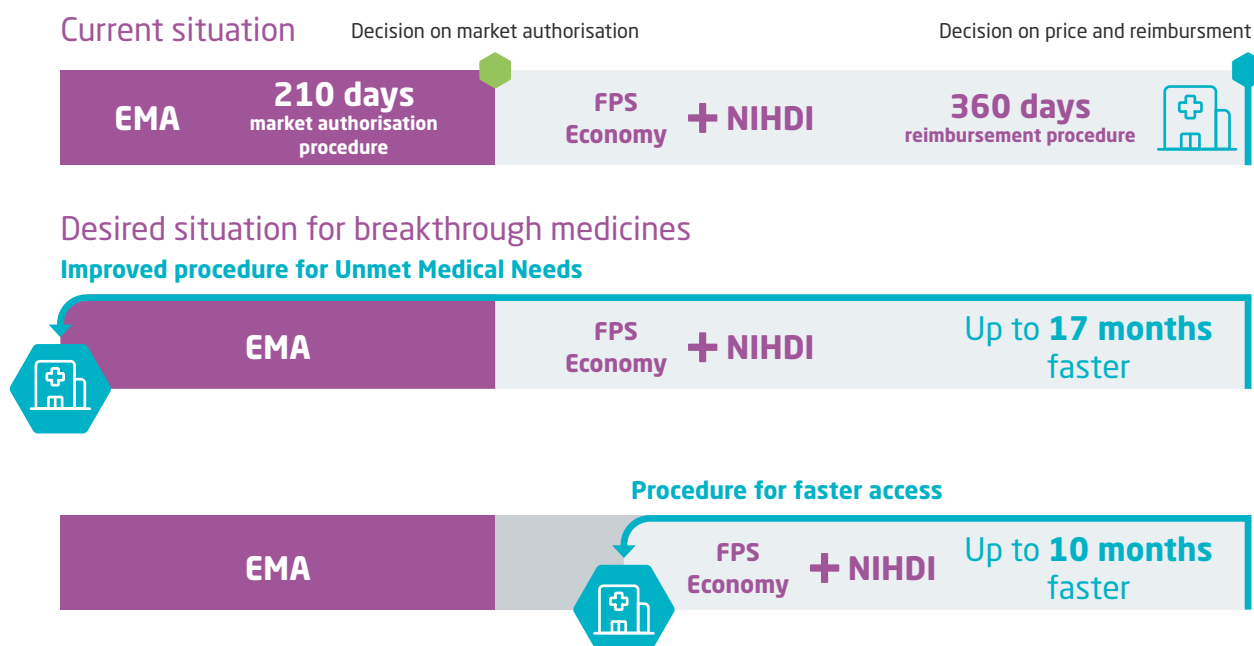 Current situation
Decision on market authorisation
Decision on price and reimbursment
EMA
210 days
market authorisation
procedure
FPS
Economy
+ NIHDI
360 days
reimbursement procedure
Desired situation for breakthrough medicines
Improved procedure for Unmet Medical Needs
EMA
FPS
Economy
+ NIHDI
Up to 17 months
faster
Procedure for faster access
EMA
FPS
Economy
+ NIHDI
Up to 10 months
faster